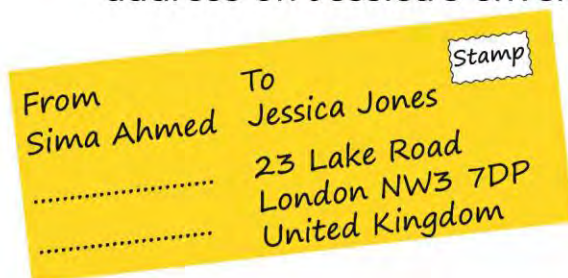 From
Sima Ahmed
........................
........................
To
Jessica Jones
23 Lake Road
London NW3 7DP
United Kingdom
Stamp